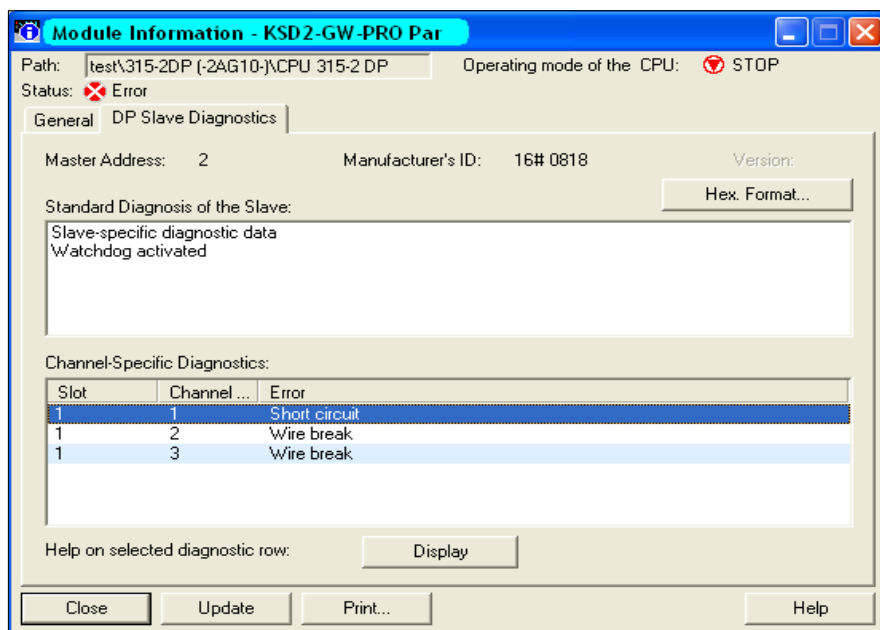 Module Information - KSD2-GW-PRO Par
Path: test\315-2DP (-2AG10-)\CPU 315-2 DP Operating mode of the CPU: STOP
Status: Error
General DP Slave Diagnostics
Master Address: 2 Manufacturer's ID: 16# 0818 Version:
Hex. Format...
Standard Diagnosis of the Slave:
Slave-specific diagnostic data
Watchdog activated
Channel-Specific Diagnostics:
Slot Channel ... Error
1 1 Short circuit
1 2 Wire break
1 3 Wire break
Help on selected diagnostic row: Display
Close Update Print... Help